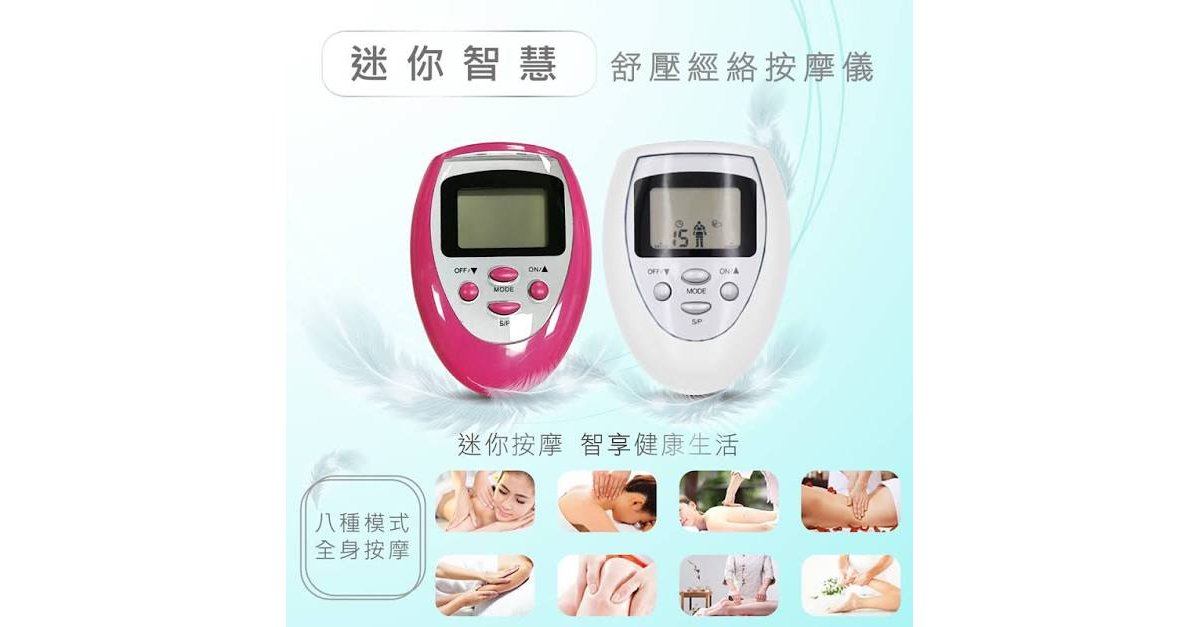 迷你智慧 舒壓經絡按摩儀
OFF/▼ ON/▲
MODE
S/P
OFF/▼ ON/▲
MODE
S/P
15
迷你按摩 智享健康生活
八種模式
全身按摩